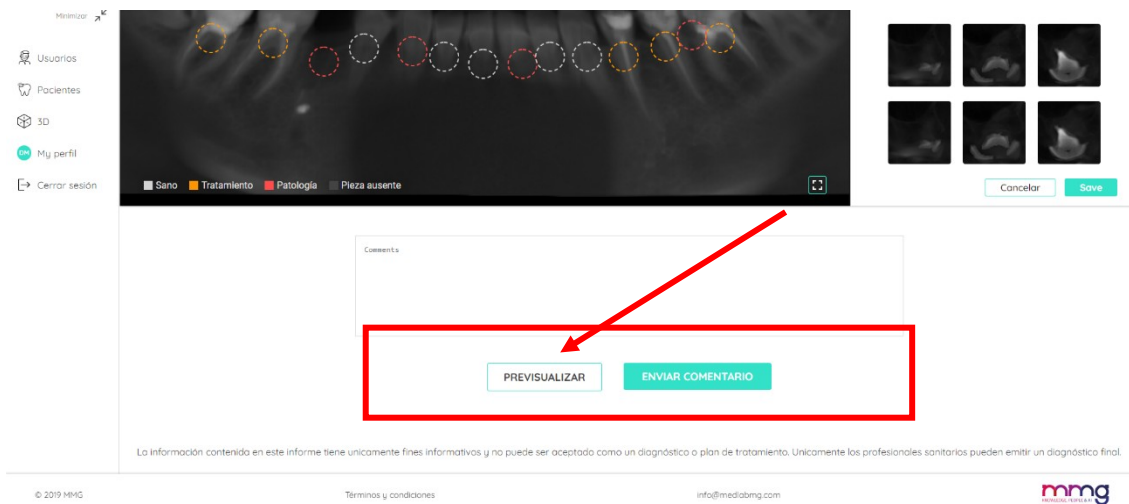 Minimizar
Usuarios
Pacientes
3D
DM
My perfil
Cerrar sesión
Sano Tratamiento Patología Pieza ausente
Cancelar Save
Comments
PREVISUALIZAR ENVIAR COMENTARIO
La información contenida en este informe tiene unicamente fines informativos y no puede ser aceptado como un diagnóstico o plan de tratamiento. Unicamente los profesionales sanitarios pueden emitir un diagnóstico final.
© 2019 MMG Términos y condiciones info@mediabmg.com mmg